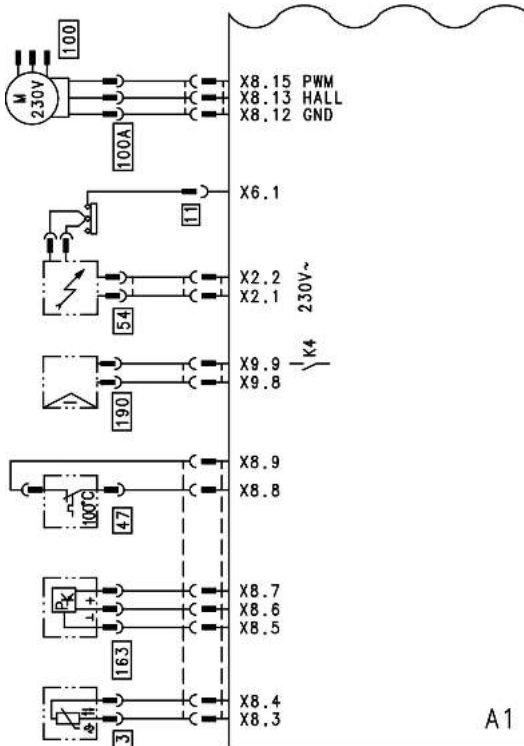 100
M
230V
100A
X8.15 PWM
X8.13 HALL
X8.12 GND
11
X6.1
X2.2
X2.1
230V~
54
X9.9
X9.8
K4
190
X8.9
X8.8
100°C
47
X8.7
X8.6
X8.5
PK
+
⊥
163
X8.4
X8.3
3
A1